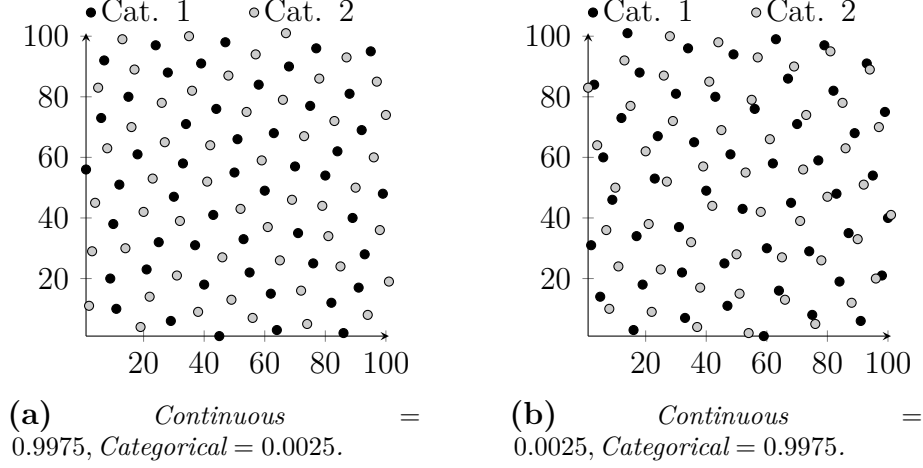 Cat. 1 Cat. 2
100
80
60
40
20
20 40 60 80 100
(a) Continuous =
0.9975, Categorical = 0.0025.
Cat. 1 Cat. 2
100
80
60
40
20
20 40 60 80 100
(b) Continuous =
0.0025, Categorical = 0.9975.